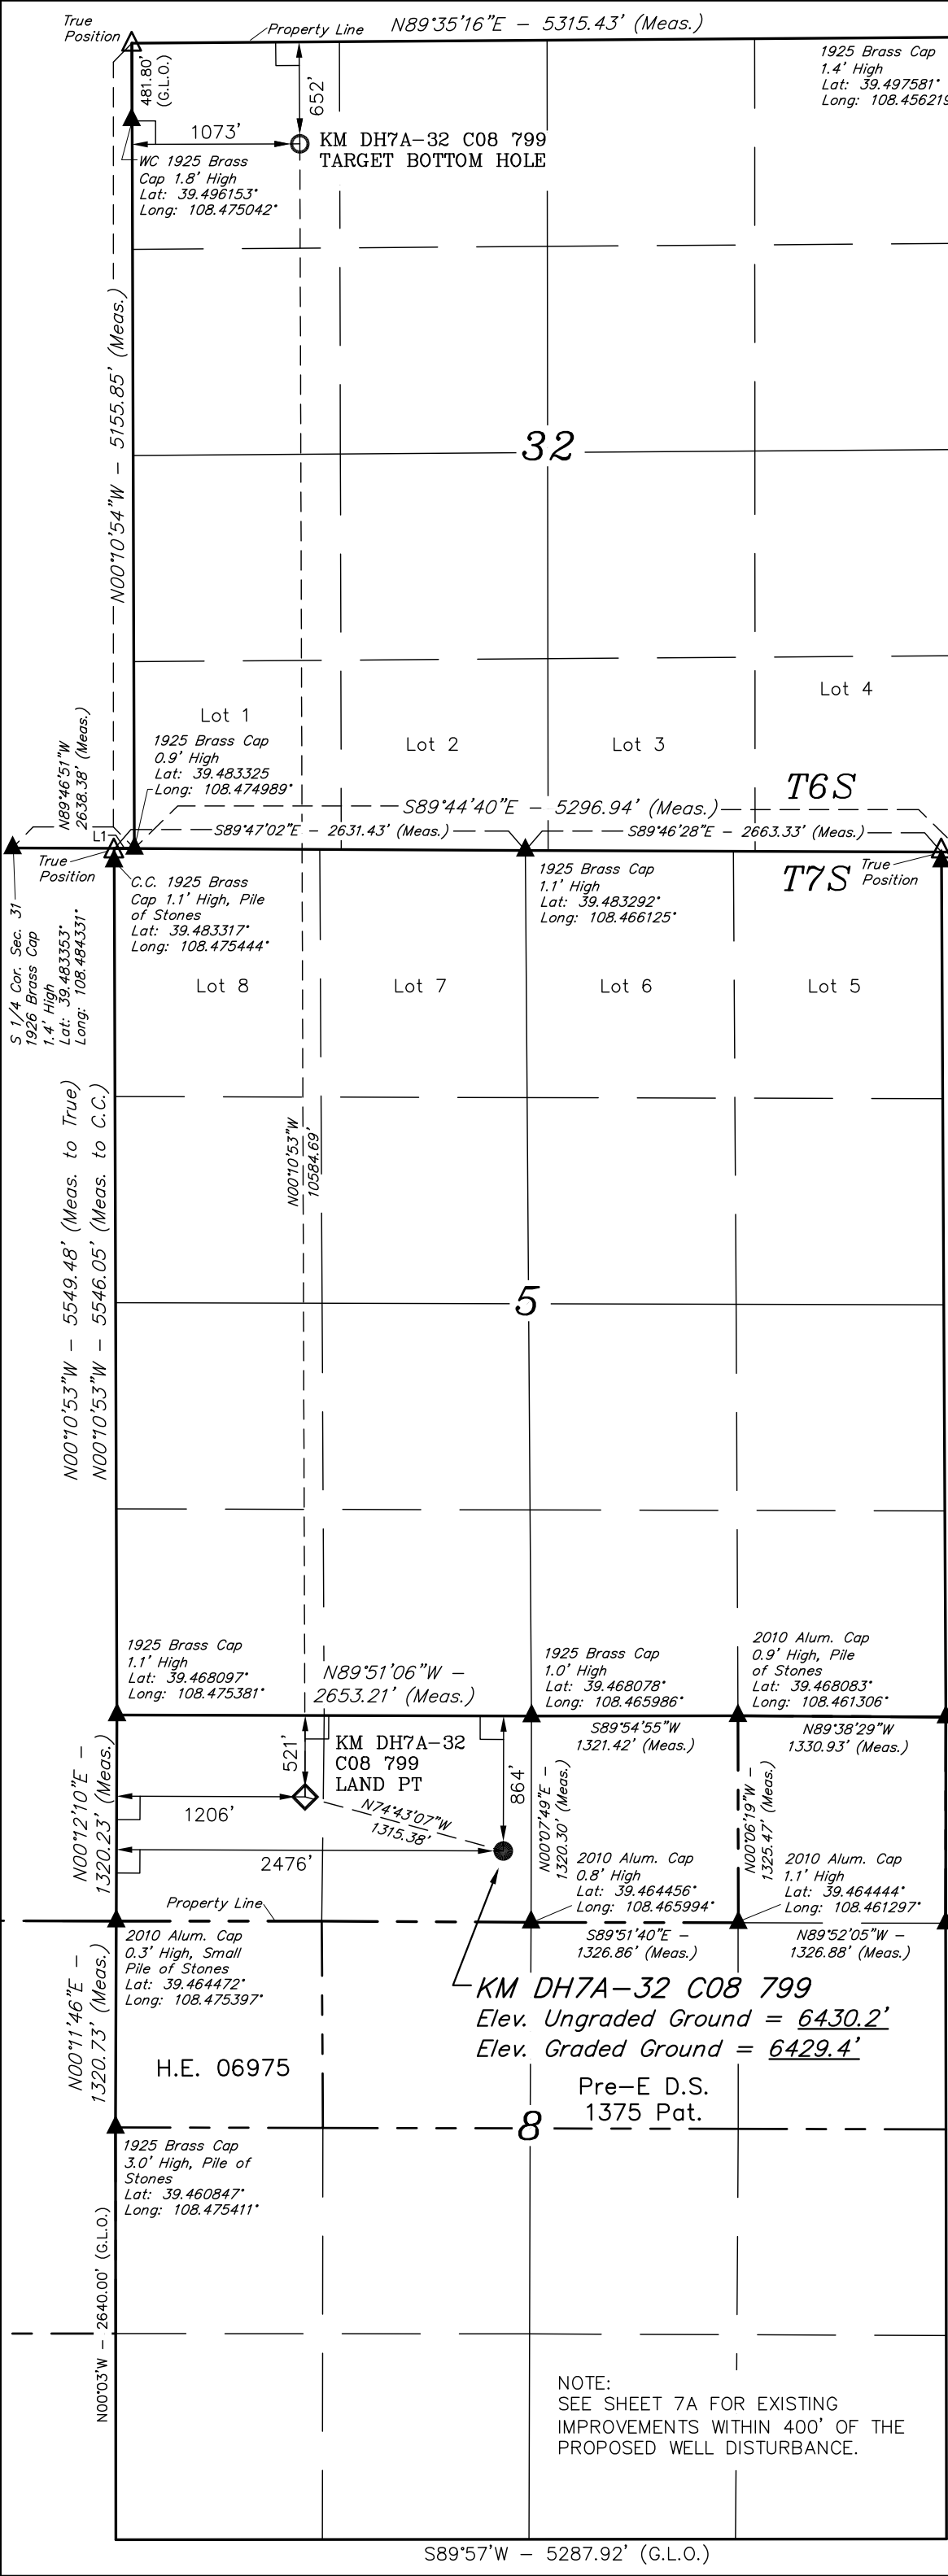 True
Position
Property Line
N89°35'16"E - 5315.43' (Meas.)
481.80'
(G.L.O.)
652'
1925 Brass Cap
1.4' High
Lat: 39.497581°
Long: 108.456219
1073'
KM DH7A-32 C08 799
TARGET BOTTOM HOLE
WC 1925 Brass
Cap 1.8' High
Lat: 39.496153°
Long: 108.475042°
N00°10'54"W - 5155.85' (Meas.)
32
Lot 1
Lot 2
Lot 3
Lot 4
N89°46'51"W
2638.38' (Meas.)
1925 Brass Cap
0.9' High
Lat: 39.483325
Long: 108.474989°
S89°44'40"E - 5296.94' (Meas.)
T6S
L1
S89°47'02"E - 2631.43' (Meas.)
S89°46'28"E - 2663.33' (Meas.)
True
Position
T7S
True
Position
C.C. 1925 Brass
Cap 1.1' High, Pile
of Stones
Lat: 39.483317°
Long: 108.475444°
1925 Brass Cap
1.1' High
Lat: 39.483292°
Long: 108.466125°
S 1/4 Cor. Sec. 31
1926 Brass Cap
1.4' High
Lat: 39.483353°
Long: 108.484331°
Lot 8
Lot 7
Lot 6
Lot 5
N00°10'53"W - 5549.48' (Meas. to True)
N00°10'53"W - 5546.05' (Meas. to C.C.)
N00°10'53"W
10584.69'
5
1925 Brass Cap
1.1' High
Lat: 39.468097°
Long: 108.475381°
N89°51'06"W -
2653.21' (Meas.)
1925 Brass Cap
1.0' High
Lat: 39.468078°
Long: 108.465986°
2010 Alum. Cap
0.9' High, Pile
of Stones
Lat: 39.468083°
Long: 108.461306°
S89°54'55"W
1321.42' (Meas.)
N89°38'29"W
1330.93' (Meas.)
521'
KM DH7A-32
C08 799
LAND PT
864'
N00°12'10"E -
1320.23' (Meas.)
1206'
N74°43'07"W
1315.38'
N00°07'49"E -
1320.30' (Meas.)
N00°06'19"W -
1325.47' (Meas.)
2476'
2010 Alum. Cap
0.8' High
Lat: 39.464456°
Long: 108.465994°
2010 Alum. Cap
1.1' High
Lat: 39.464444°
Long: 108.461297°
Property Line
2010 Alum. Cap
0.3' High, Small
Pile of Stones
Lat: 39.464472°
Long: 108.475397°
S89°51'40"E -
1326.86' (Meas.)
N89°52'05"W -
1326.88' (Meas.)
N00°11'46"E -
1320.73' (Meas.)
KM DH7A-32 C08 799
Elev. Ungraded Ground = 6430.2'
Elev. Graded Ground = 6429.4'
H.E. 06975
Pre-E D.S.
1375 Pat.
8
1925 Brass Cap
3.0' High, Pile of
Stones
Lat: 39.460847°
Long: 108.475411°
N00°03'W - 2640.00' (G.L.O.)
NOTE:
SEE SHEET 7A FOR EXISTING
IMPROVEMENTS WITHIN 400' OF THE
PROPOSED WELL DISTURBANCE.
S89°57'W - 5287.92' (G.L.O.)